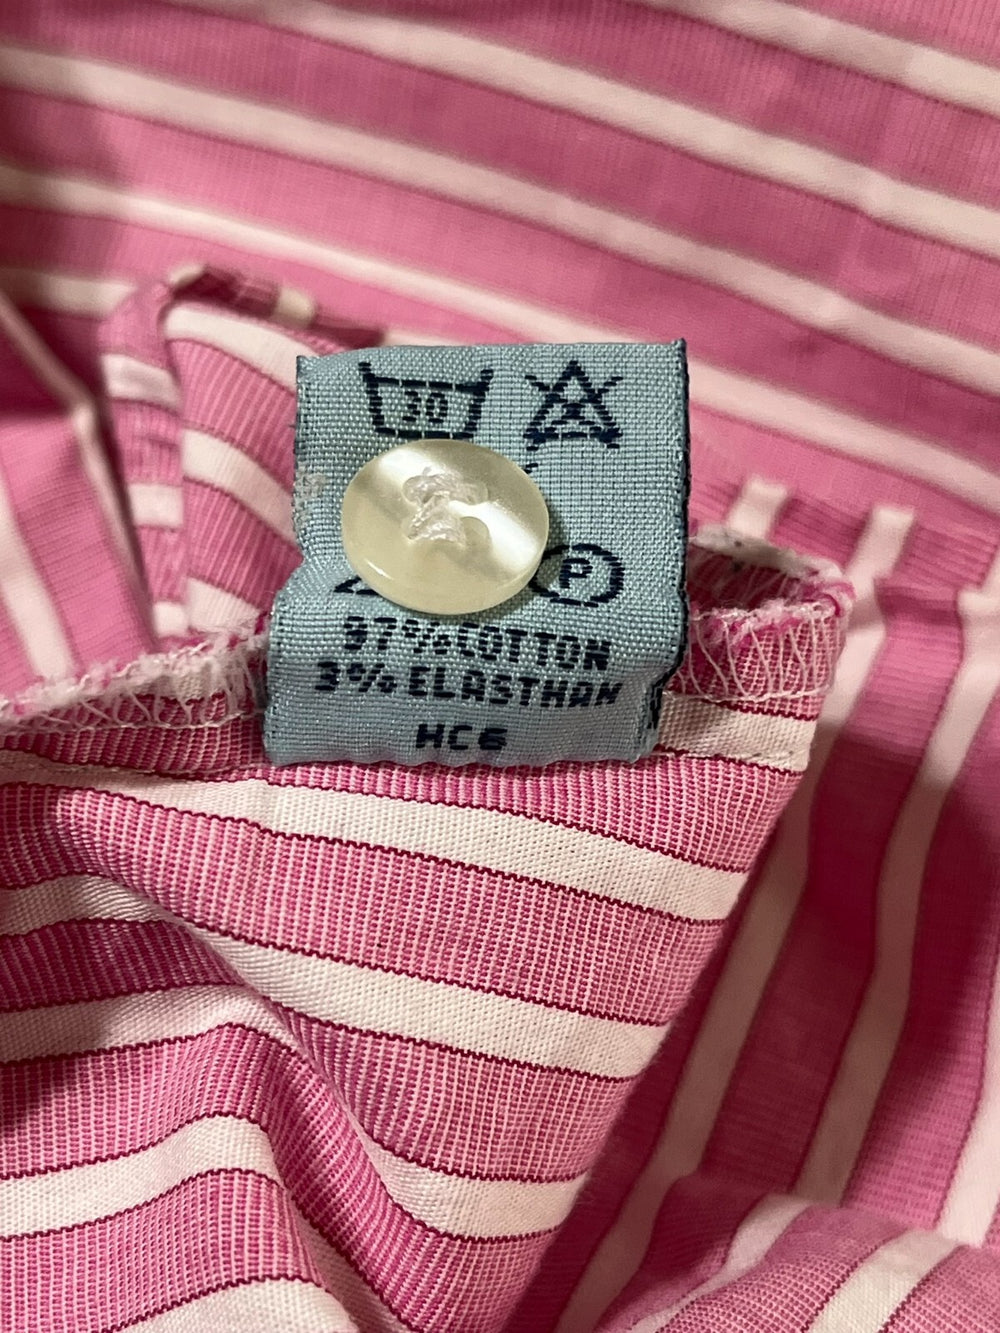 30
P
97% COTTON
3% ELASTHAN
HC6